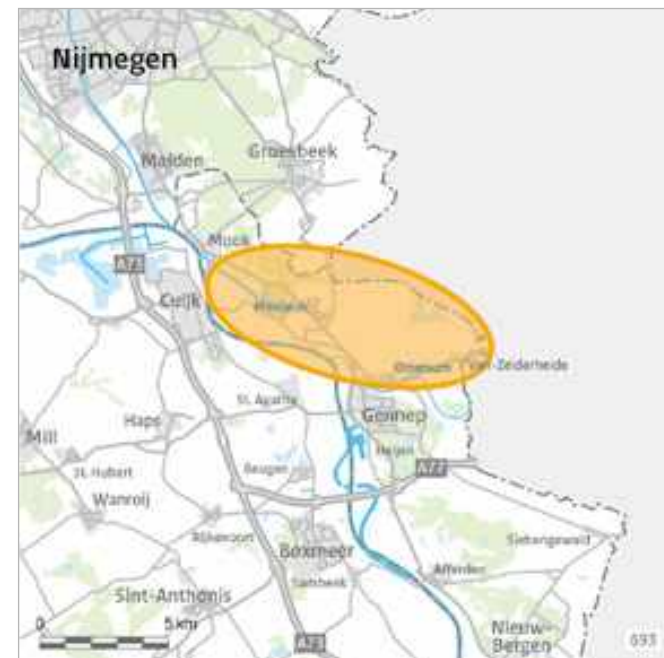 Nijmegen
Malden
Groesbeek
Mook
A73
Cuijk
Ottersum
Ven-Zelderheide
St. Agatha
Gennep
Haps
Mill
Heijen
A77
Beugen
St. Hubert
Wanroij
Rijkevoort
Boxmeer
Siebengewald
Afferden
Sambeek
Sint-Anthonis
0 5 km
A73
Nieuw-
Bergen
693